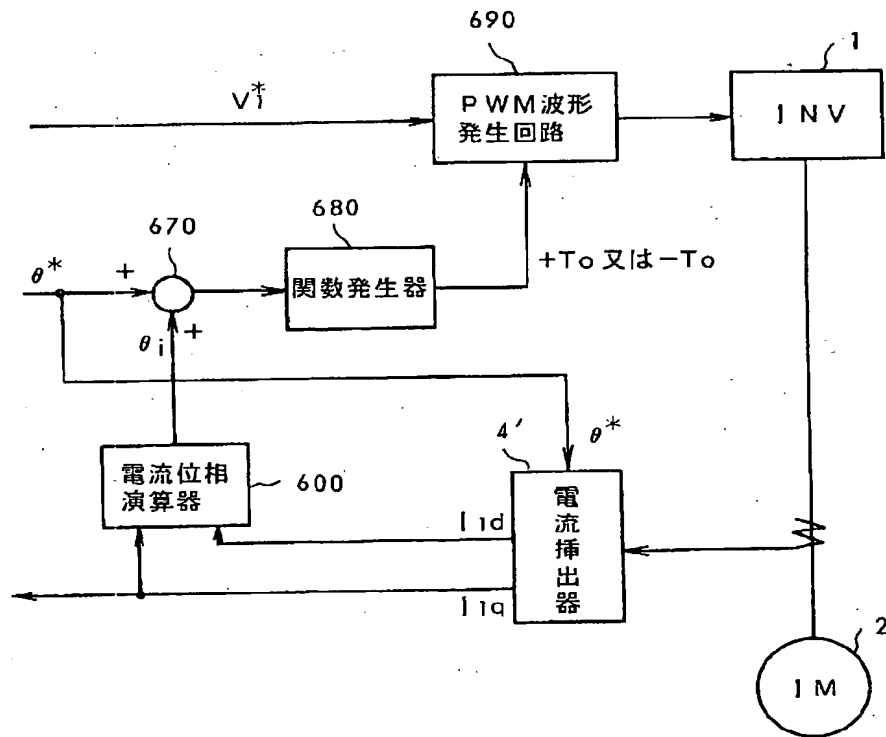 690
1
V₁*
PWM波形
発生回路
INV
670
680
θ*
+
関数発生器
+To 又は −To
θi
+
4′
θ*
電流位相
演算器
600
I₁d
電流挿出器
I₁q
2
IM